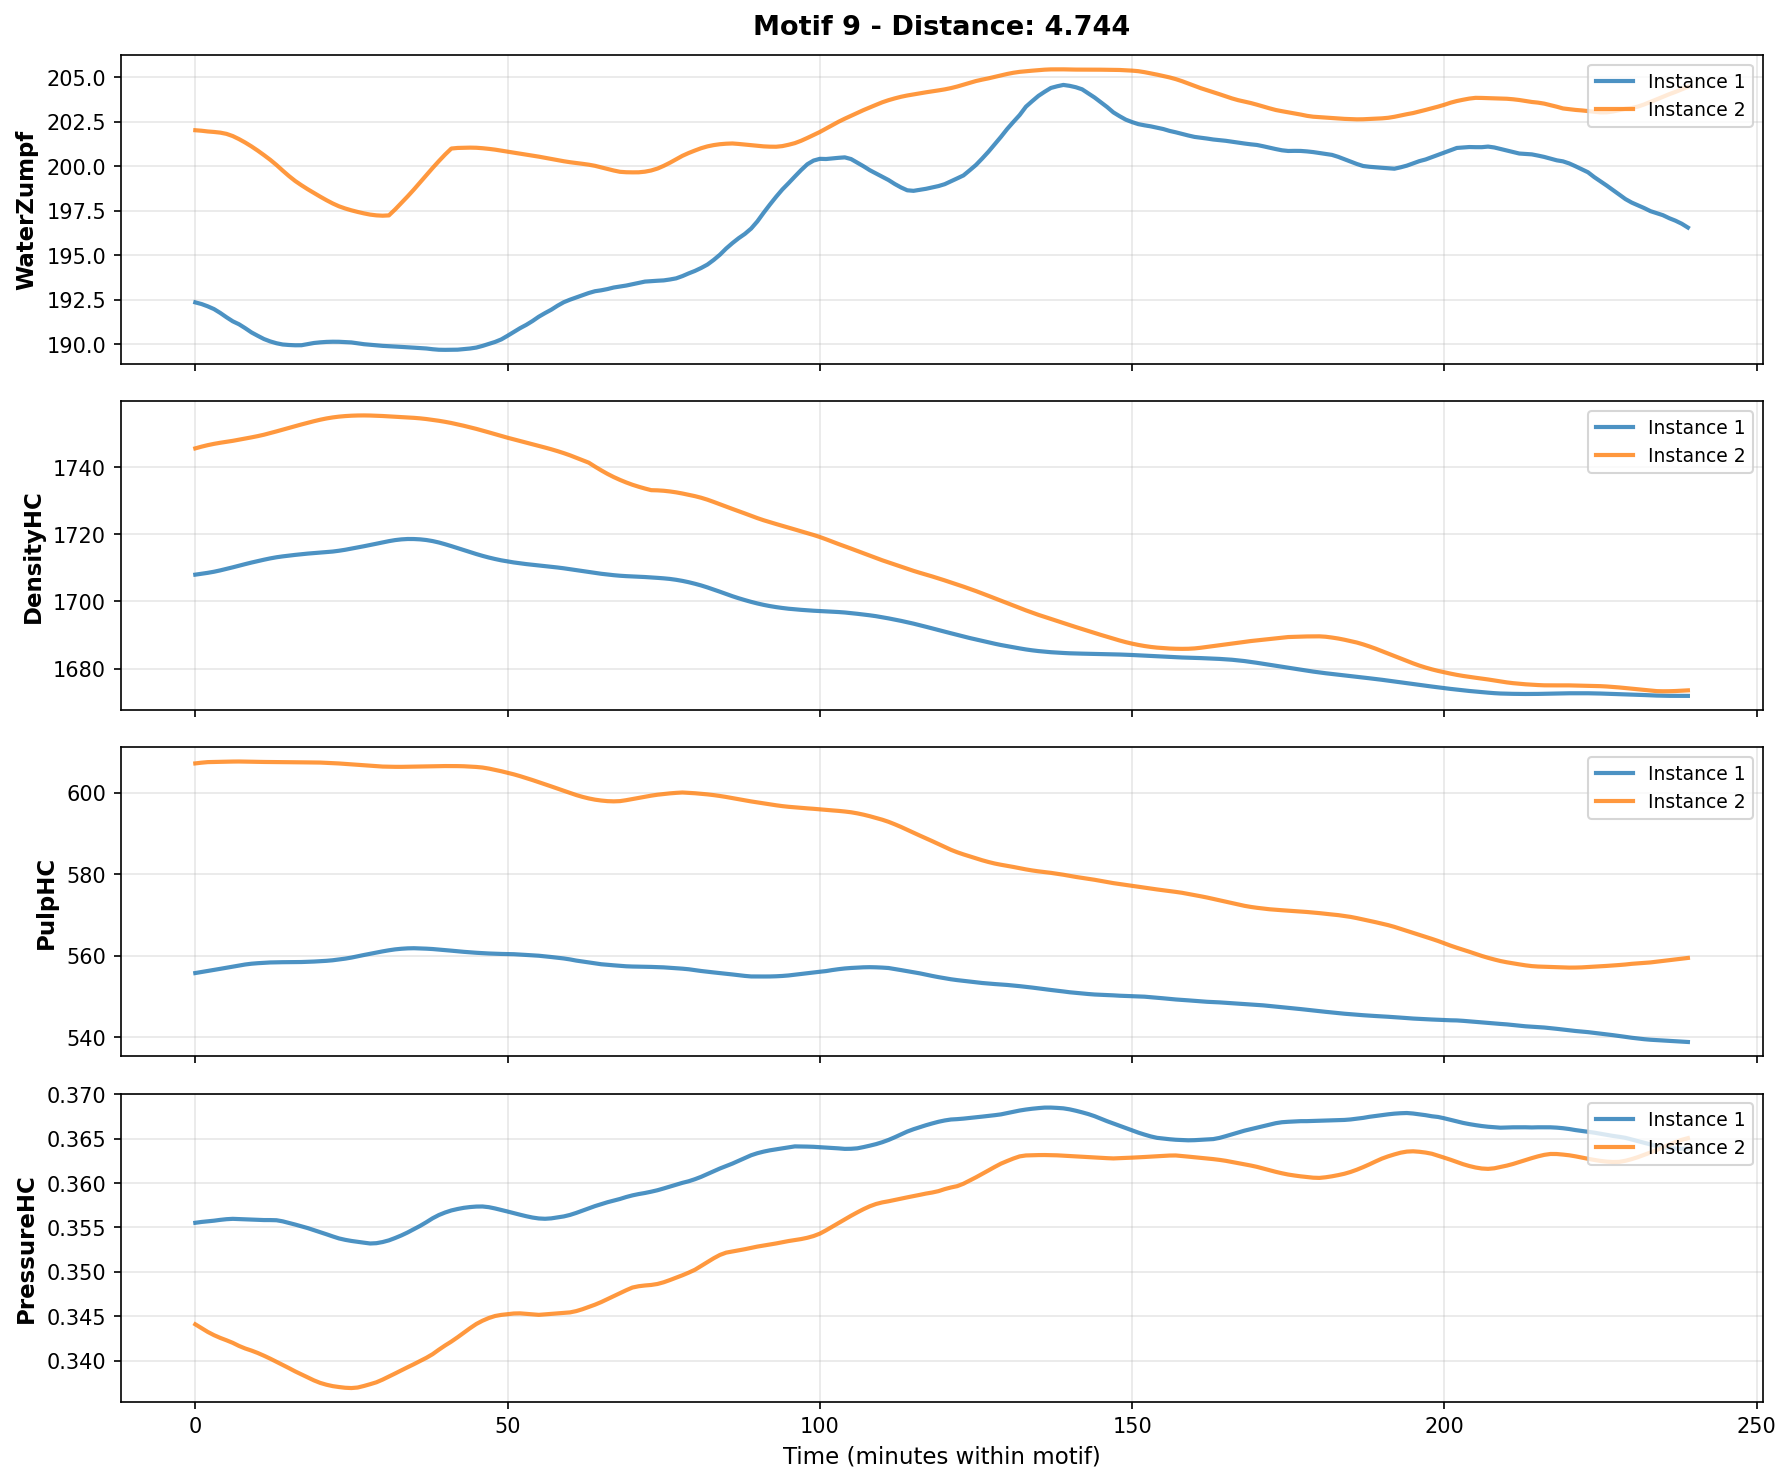 Motif 9 - Distance: 4.744
WaterZumpf
205.0
202.5
200.0
197.5
195.0
192.5
190.0
Instance 1
Instance 2
DensityHC
1740
1720
1700
1680
Instance 1
Instance 2
PulpHC
600
580
560
540
Instance 1
Instance 2
PressureHC
0.370
0.365
0.360
0.355
0.350
0.345
0.340
Instance 1
Instance 2
0 50 100 150 200 250
Time (minutes within motif)